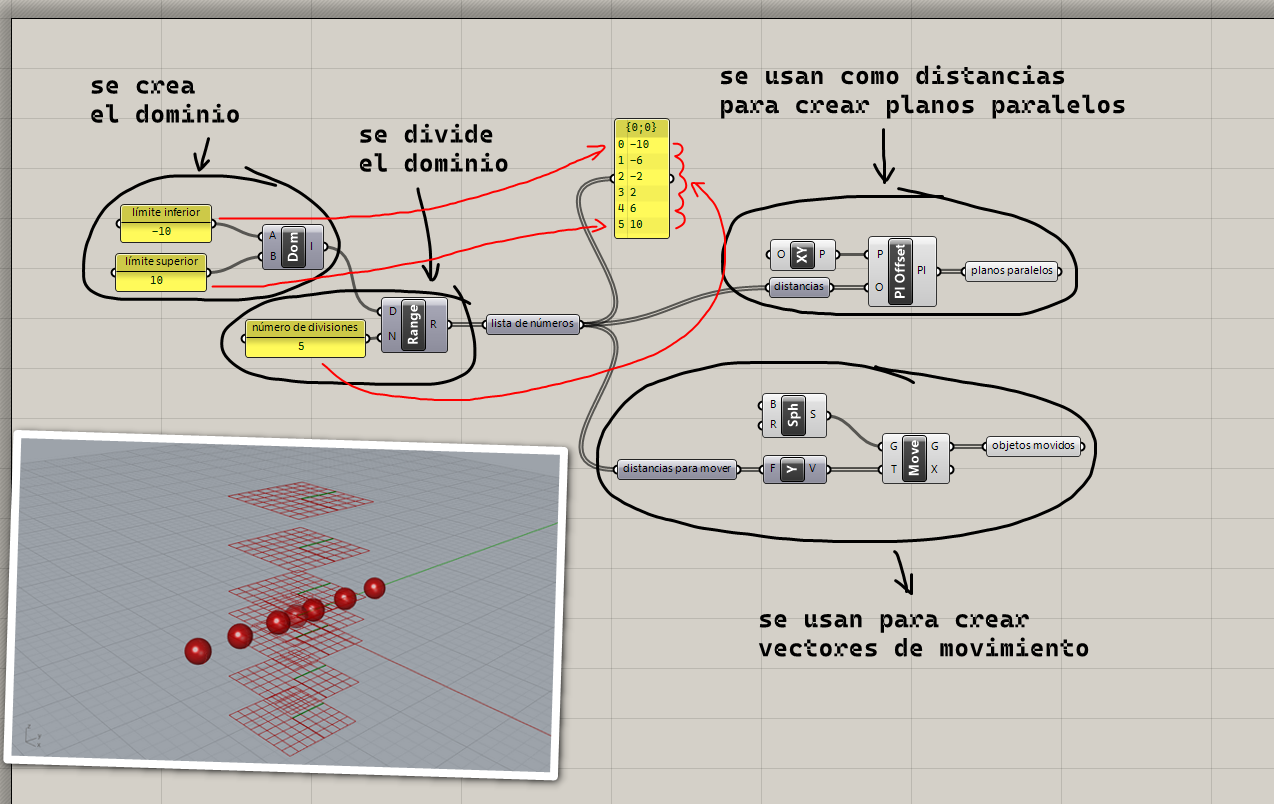 se crea
el dominio
se divide
el dominio
se usan como distancias
para crear planos paralelos
límite inferior
-10
límite superior
10
A
B
Dom
I
número de divisiones
5
D
N
Range
R
lista de números
{0;0}
0 -10
1 -6
2 -2
3 2
4 6
5 10
O XY P
distancias
P
O
Pl Offset
Pl
planos paralelos
B
R
Sph
S
distancias para mover
F Y V
G
T
Move
G
X
objetos movidos
se usan para crear
vectores de movimiento